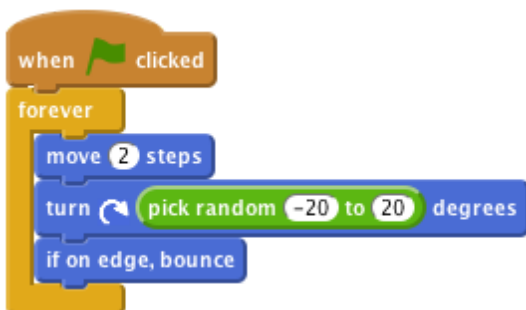 when clicked
forever
move 2 steps
turn pick random -20 to 20 degrees
if on edge, bounce